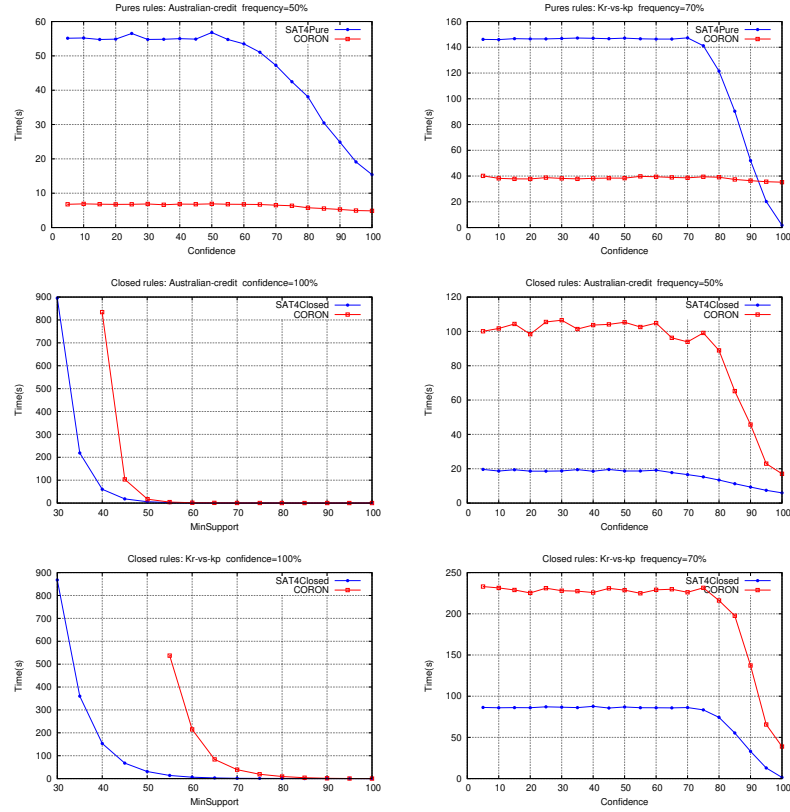 Pures rules: Australian-credit frequency=50%
SAT4Pure
CORON
Time(s)
60
50
40
30
20
10
0
0 10 20 30 40 50 60 70 80 90 100
Confidence
Pures rules: Kr-vs-kp frequency=70%
SAT4Pure
CORON
Time(s)
160
140
120
100
80
60
40
20
0
0 10 20 30 40 50 60 70 80 90 100
Confidence
Closed rules: Australian-credit confidence=100%
SAT4Closed
CORON
Time(s)
900
800
700
600
500
400
300
200
100
0
30 40 50 60 70 80 90 100
MinSupport
Closed rules: Australian-credit frequency=50%
SAT4Closed
CORON
Time(s)
120
100
80
60
40
20
0
0 10 20 30 40 50 60 70 80 90 100
Confidence
Closed rules: Kr-vs-kp confidence=100%
SAT4Closed
CORON
Time(s)
900
800
700
600
500
400
300
200
100
0
30 40 50 60 70 80 90 100
MinSupport
Closed rules: Kr-vs-kp frequency=70%
SAT4Closed
CORON
Time(s)
250
200
150
100
50
0
0 10 20 30 40 50 60 70 80 90 100
Confidence